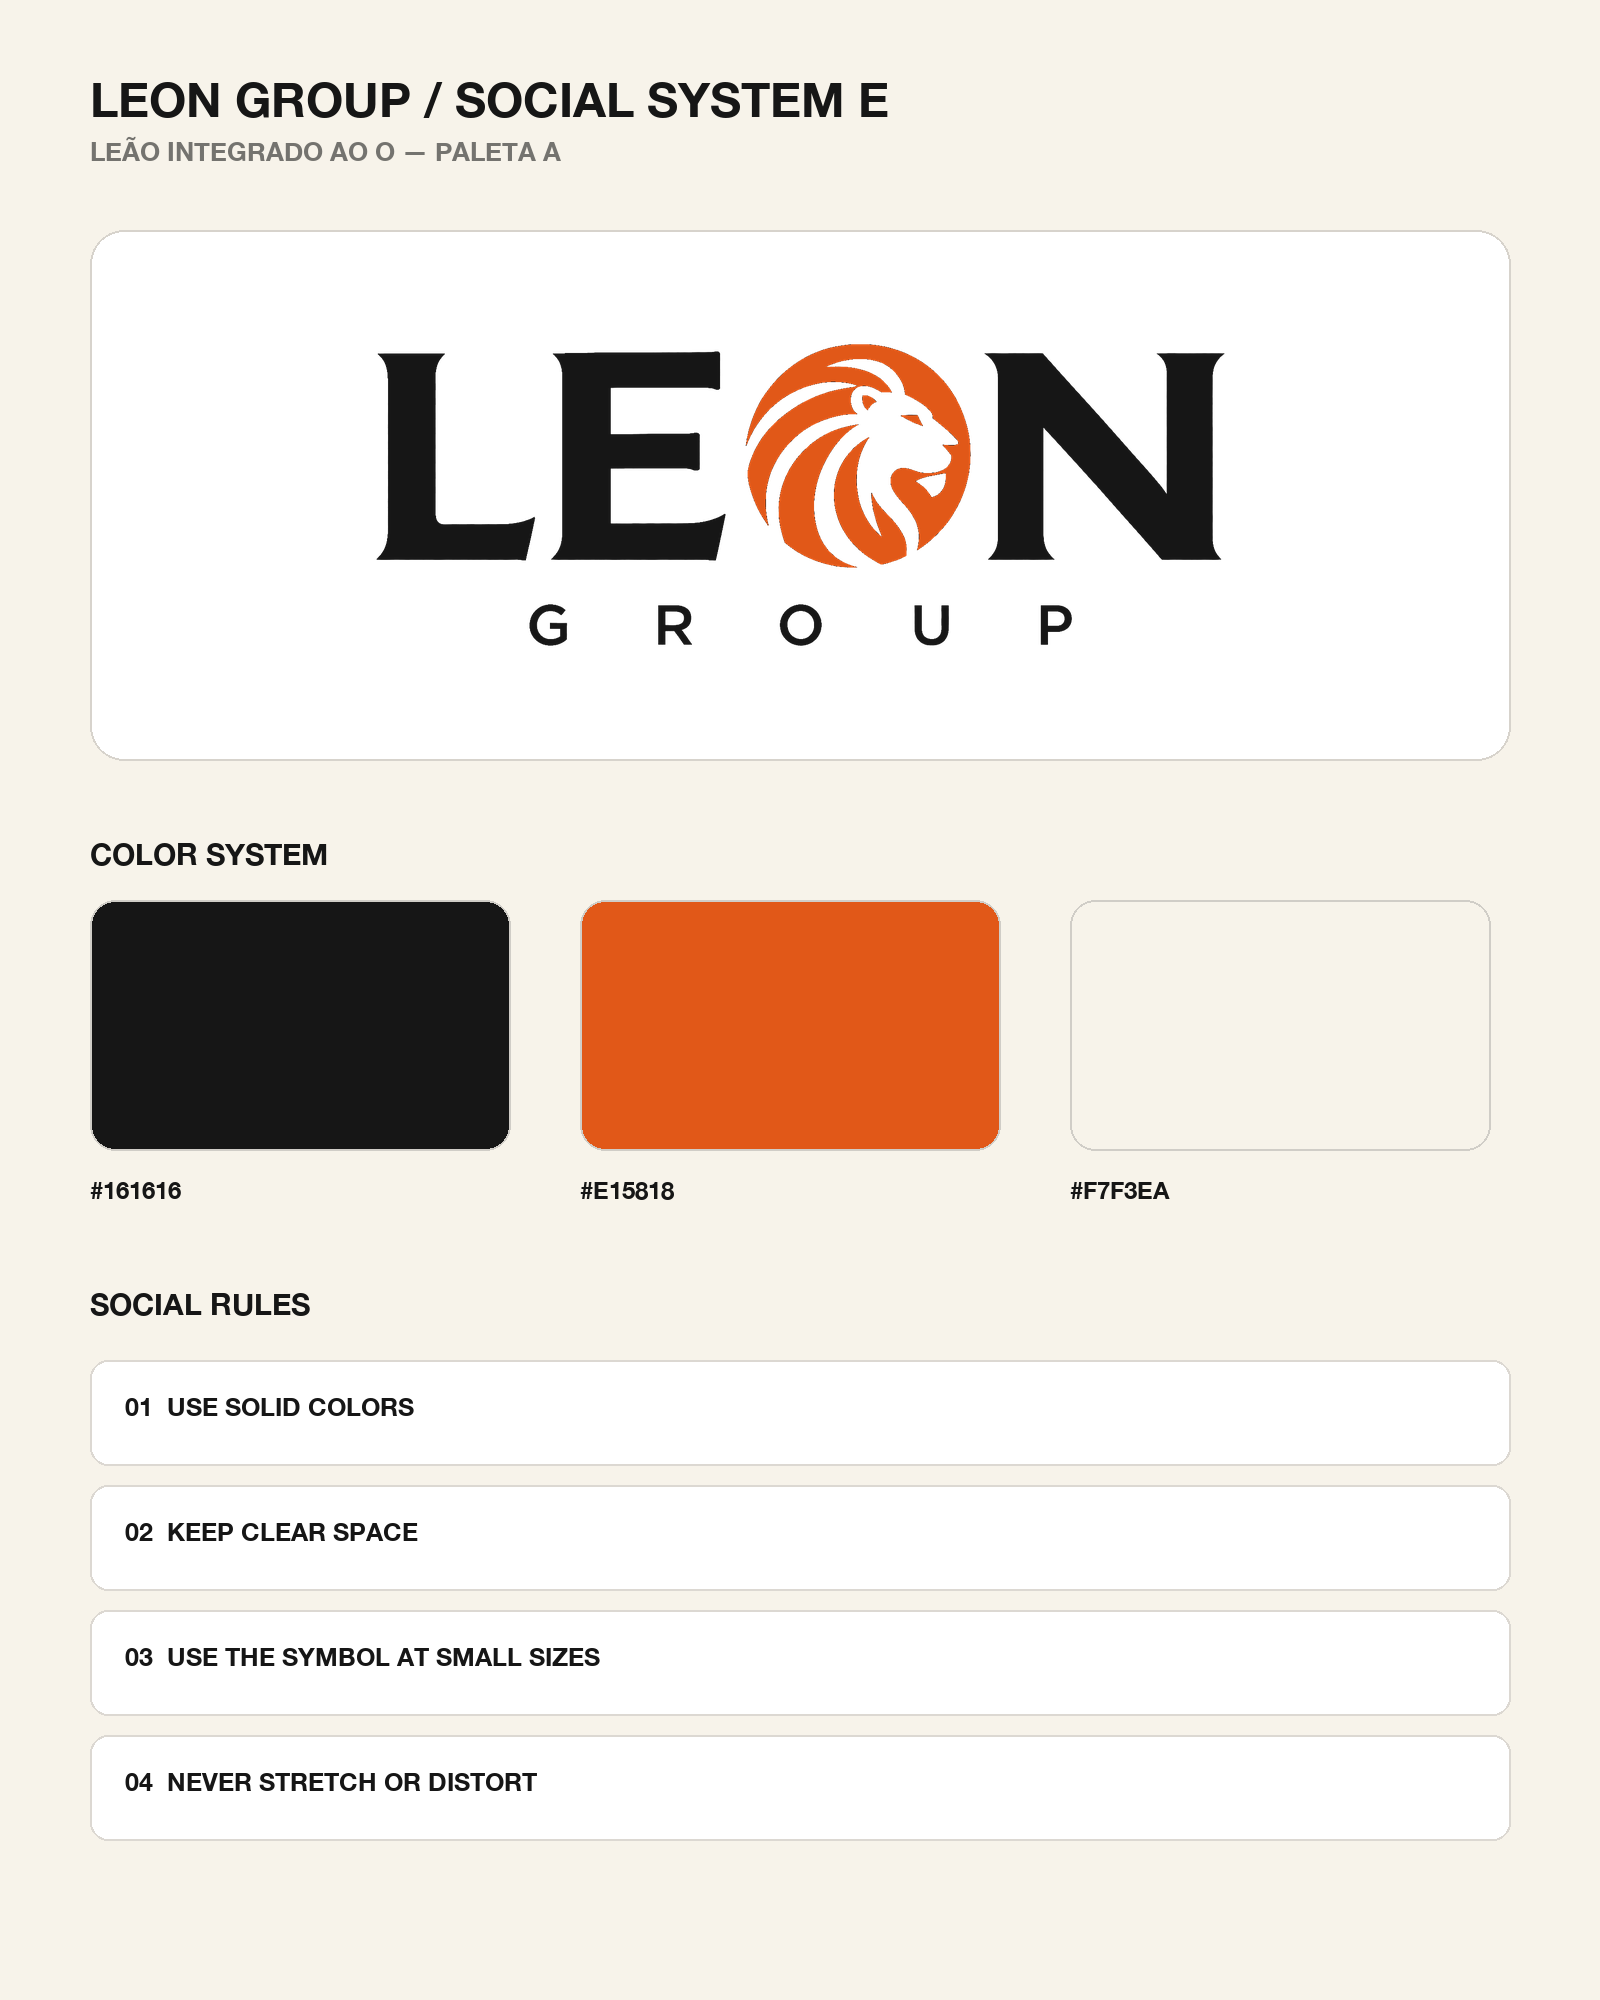 LEON GROUP / SOCIAL SYSTEM E
LEÃO INTEGRADO AO O — PALETA A
LEON
GROUP
COLOR SYSTEM
#161616 #E15818 #F7F3EA
SOCIAL RULES
01 USE SOLID COLORS
02 KEEP CLEAR SPACE
03 USE THE SYMBOL AT SMALL SIZES
04 NEVER STRETCH OR DISTORT